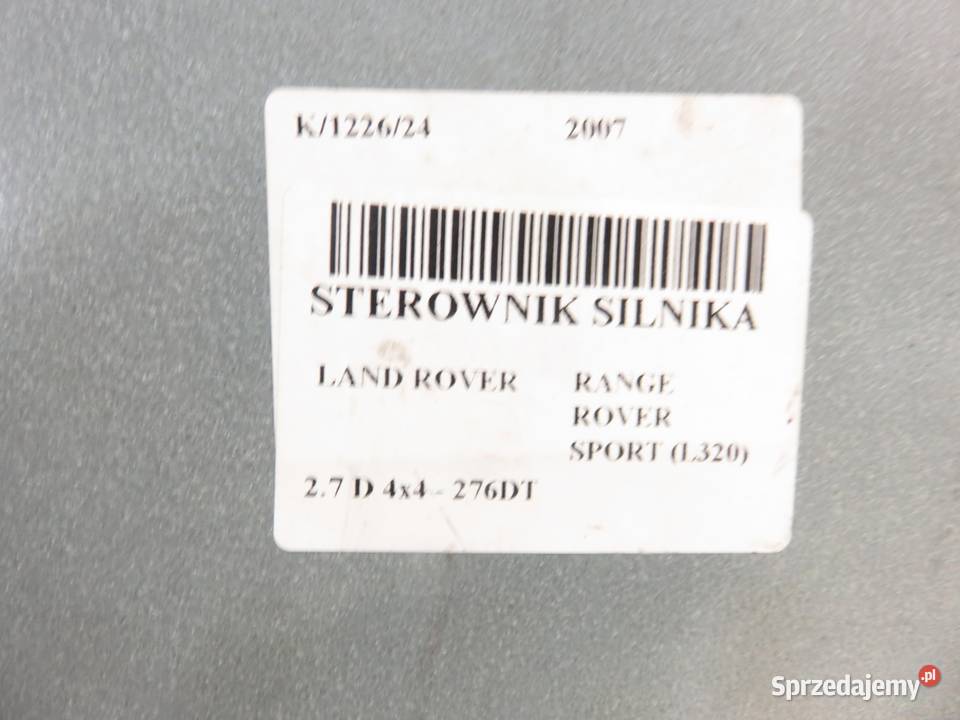 K/1226/24 2007
STEROWNIK SILNIKA
LAND ROVER RANGE
ROVER
SPORT (L320)
2.7 D 4x4 - 276DT
Sprzedajemy.pl